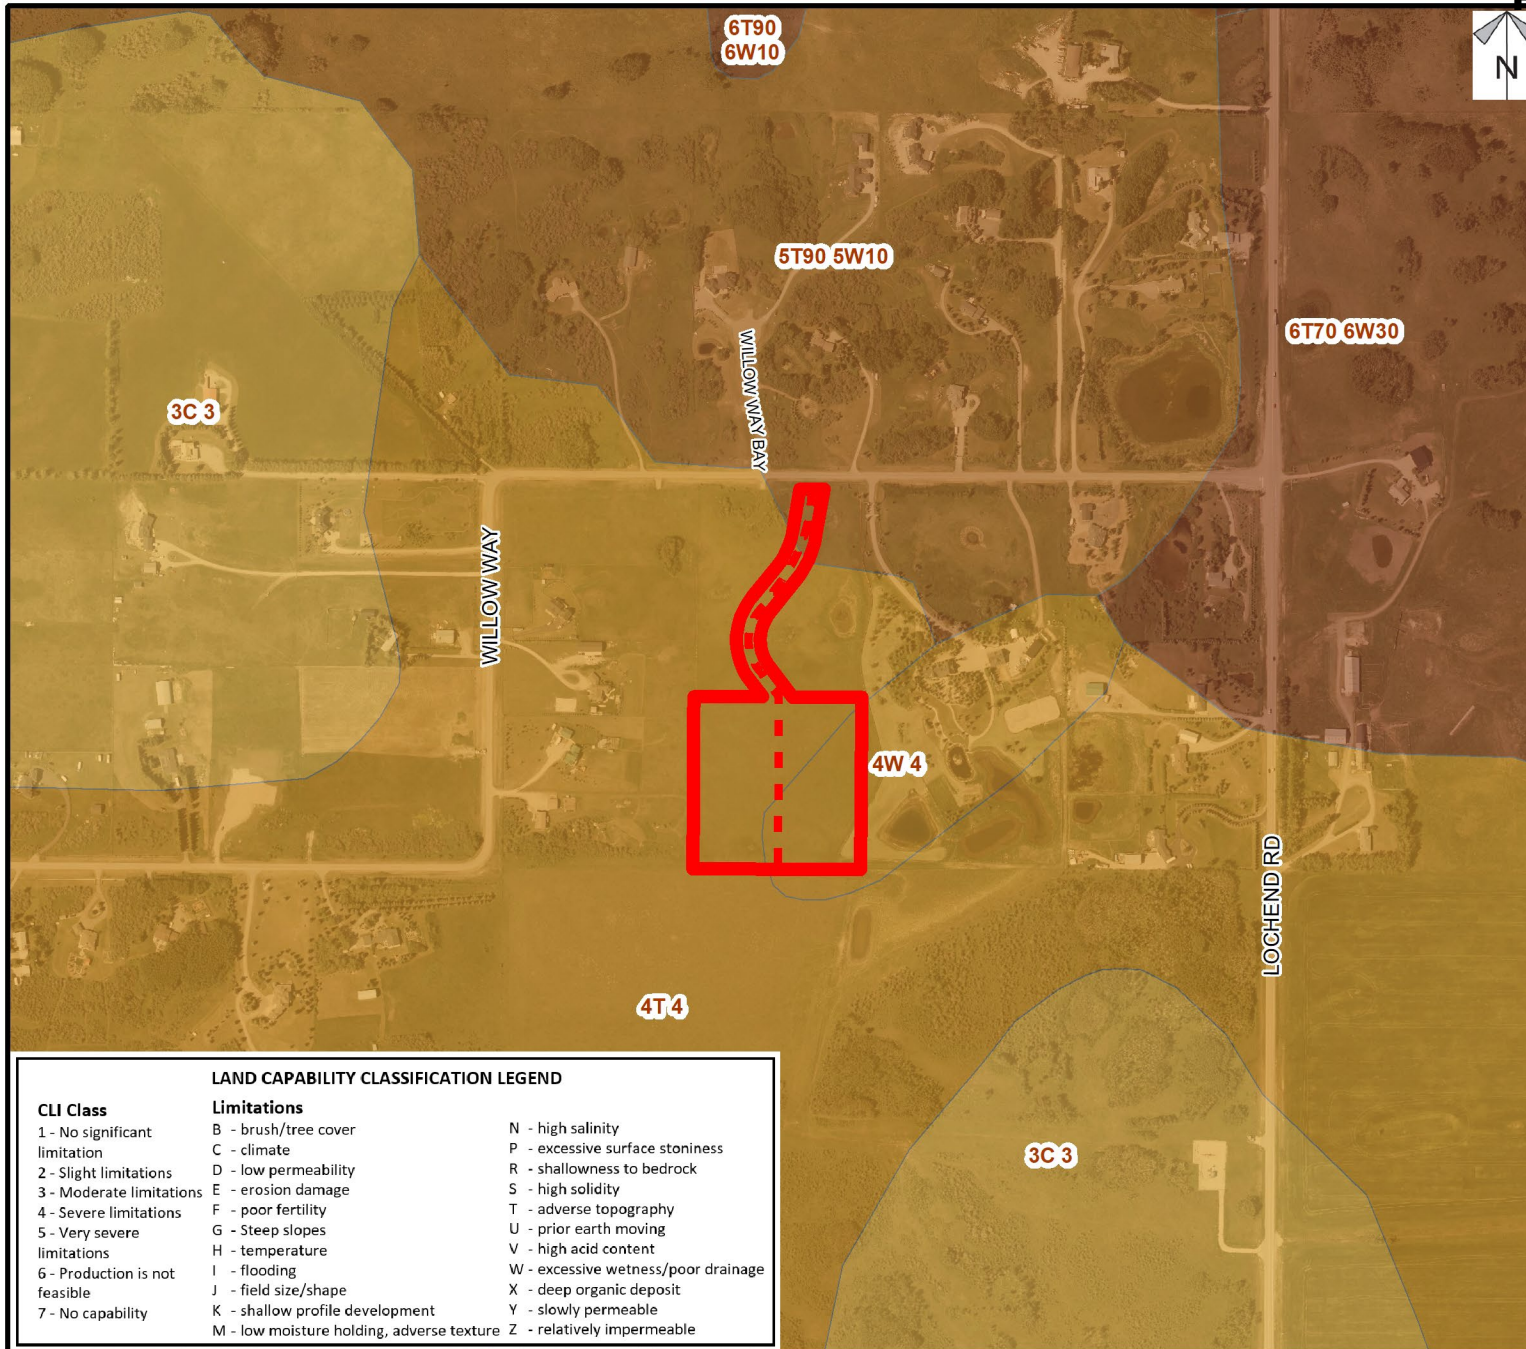 6T90
6W10
N
5T90 5W10
6T70 6W30
WILLOW WAY BAY
3C 3
WILLOW WAY
4W 4
LOCHEND RD
4T 4
3C 3
LAND CAPABILITY CLASSIFICATION LEGEND
CLI Class
1 - No significant
limitation
2 - Slight limitations
3 - Moderate limitations
4 - Severe limitations
5 - Very severe
limitations
6 - Production is not
feasible
7 - No capability
Limitations
B - brush/tree cover
C - climate
D - low permeability
E - erosion damage
F - poor fertility
G - Steep slopes
H - temperature
I - flooding
J - field size/shape
K - shallow profile development
M - low moisture holding, adverse texture
N - high salinity
P - excessive surface stoniness
R - shallowness to bedrock
S - high solidity
T - adverse topography
U - prior earth moving
V - high acid content
W - excessive wetness/poor drainage
X - deep organic deposit
Y - slowly permeable
Z - relatively impermeable